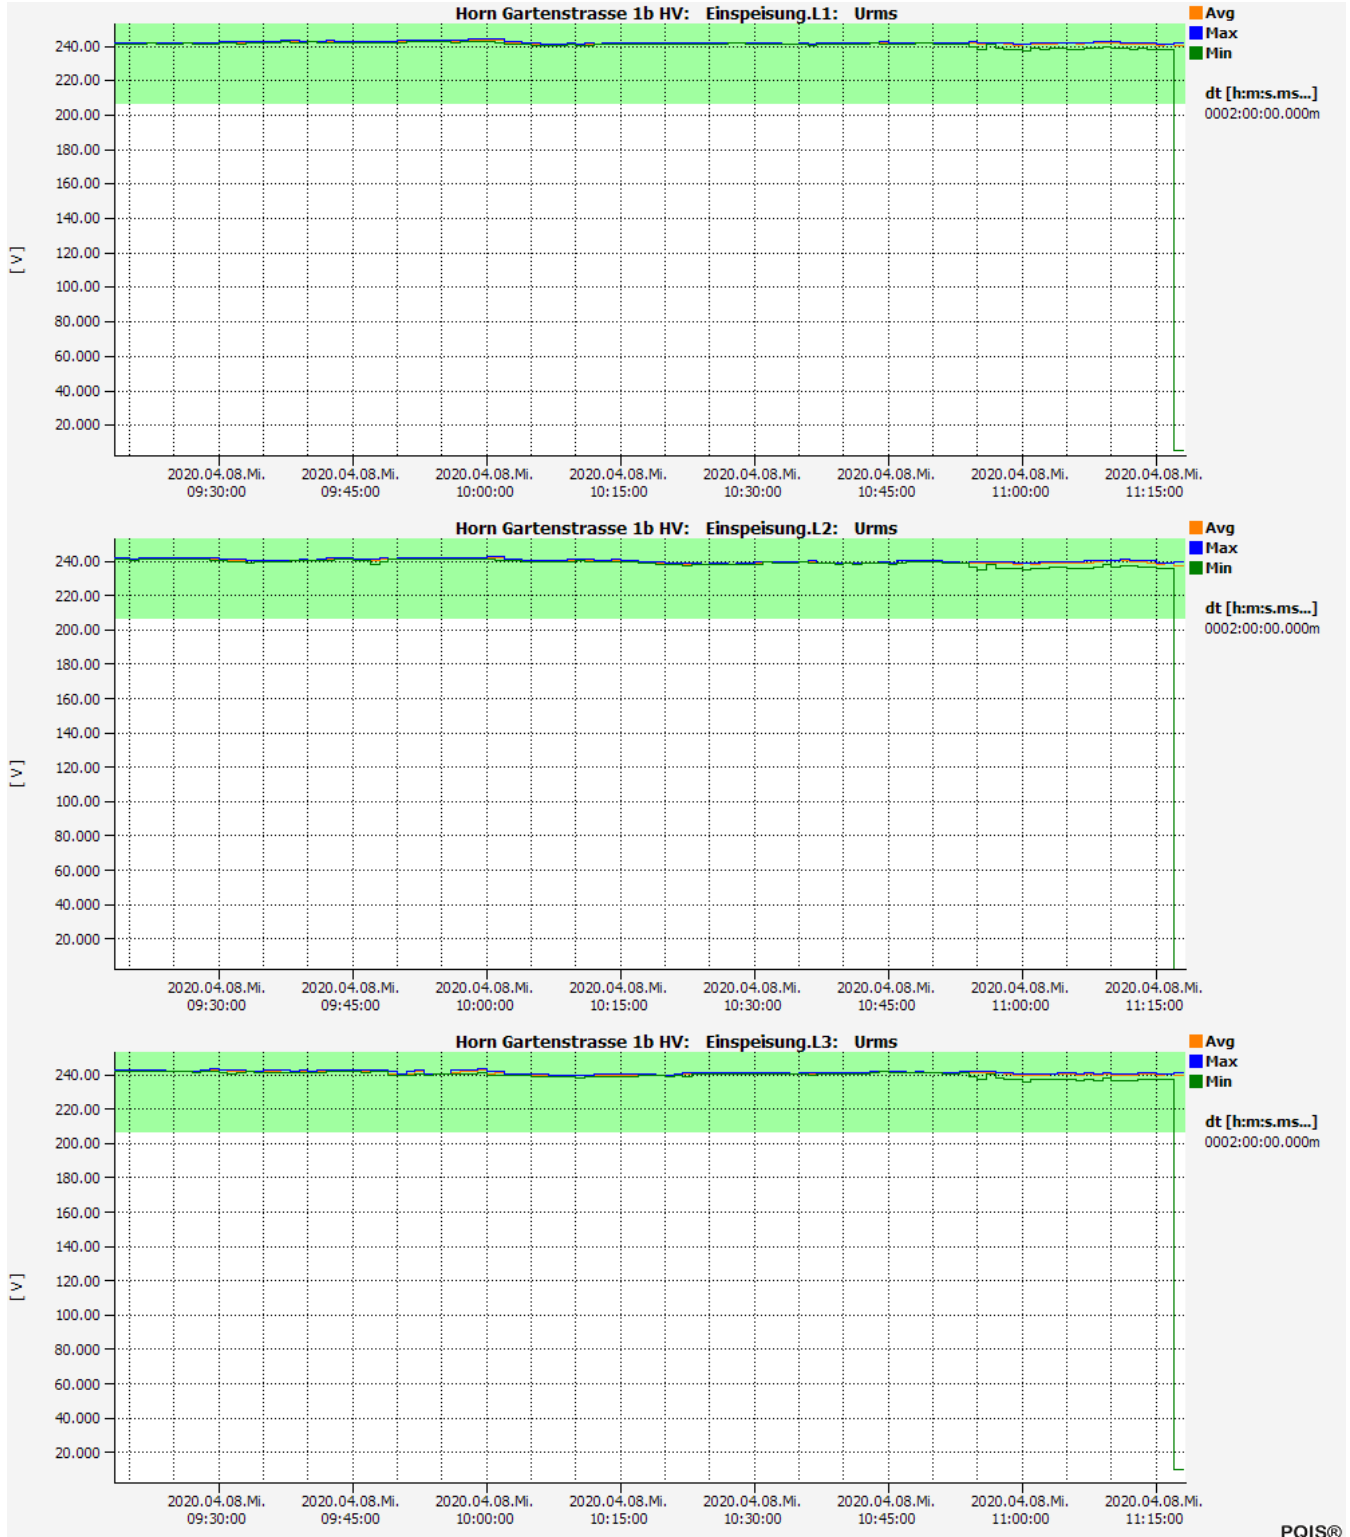 Horn Gartenstrasse 1b HV: Einspeisung.L1: Urms
Avg
Max
Min
dt [h:m:s.ms...]
0002:00:00.000m
240.00
220.00
200.00
180.00
160.00
140.00
120.00
100.00
80.000
60.000
40.000
20.000
[ V ]
2020.04.08.Mi. 2020.04.08.Mi. 2020.04.08.Mi. 2020.04.08.Mi. 2020.04.08.Mi. 2020.04.08.Mi. 2020.04.08.Mi. 2020.04.08.Mi.
09:30:00 09:45:00 10:00:00 10:15:00 10:30:00 10:45:00 11:00:00 11:15:00
Horn Gartenstrasse 1b HV: Einspeisung.L2: Urms
Avg
Max
Min
dt [h:m:s.ms...]
0002:00:00.000m
240.00
220.00
200.00
180.00
160.00
140.00
120.00
100.00
80.000
60.000
40.000
20.000
[ V ]
2020.04.08.Mi. 2020.04.08.Mi. 2020.04.08.Mi. 2020.04.08.Mi. 2020.04.08.Mi. 2020.04.08.Mi. 2020.04.08.Mi. 2020.04.08.Mi.
09:30:00 09:45:00 10:00:00 10:15:00 10:30:00 10:45:00 11:00:00 11:15:00
Horn Gartenstrasse 1b HV: Einspeisung.L3: Urms
Avg
Max
Min
dt [h:m:s.ms...]
0002:00:00.000m
240.00
220.00
200.00
180.00
160.00
140.00
120.00
100.00
80.000
60.000
40.000
20.000
[ V ]
2020.04.08.Mi. 2020.04.08.Mi. 2020.04.08.Mi. 2020.04.08.Mi. 2020.04.08.Mi. 2020.04.08.Mi. 2020.04.08.Mi. 2020.04.08.Mi.
09:30:00 09:45:00 10:00:00 10:15:00 10:30:00 10:45:00 11:00:00 11:15:00
PQIS®